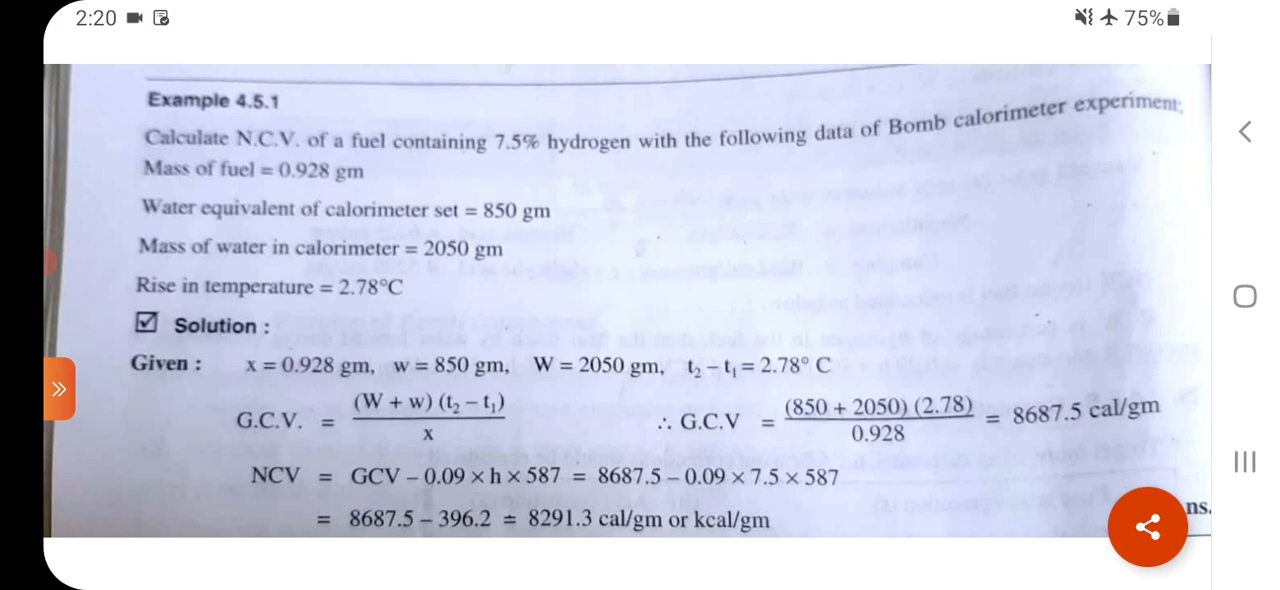 2:20 75%
Example 4.5.1
Calculate N.C.V. of a fuel containing 7.5% hydrogen with the following data of Bomb calorimeter experiment;
Mass of fuel = 0.928 gm
Water equivalent of calorimeter set = 850 gm
Mass of water in calorimeter = 2050 gm
Rise in temperature = 2.78°C
☑ Solution :
Given : x = 0.928 gm, w = 850 gm, W = 2050 gm, t₂ – t₁ = 2.78° C
G.C.V. = (W + w) (t₂ – t₁) / x ∴ G.C.V = (850 + 2050) (2.78) / 0.928 = 8687.5 cal/gm
NCV = GCV – 0.09 × h × 587 = 8687.5 – 0.09 × 7.5 × 587
= 8687.5 – 396.2 = 8291.3 cal/gm or kcal/gm
ns.